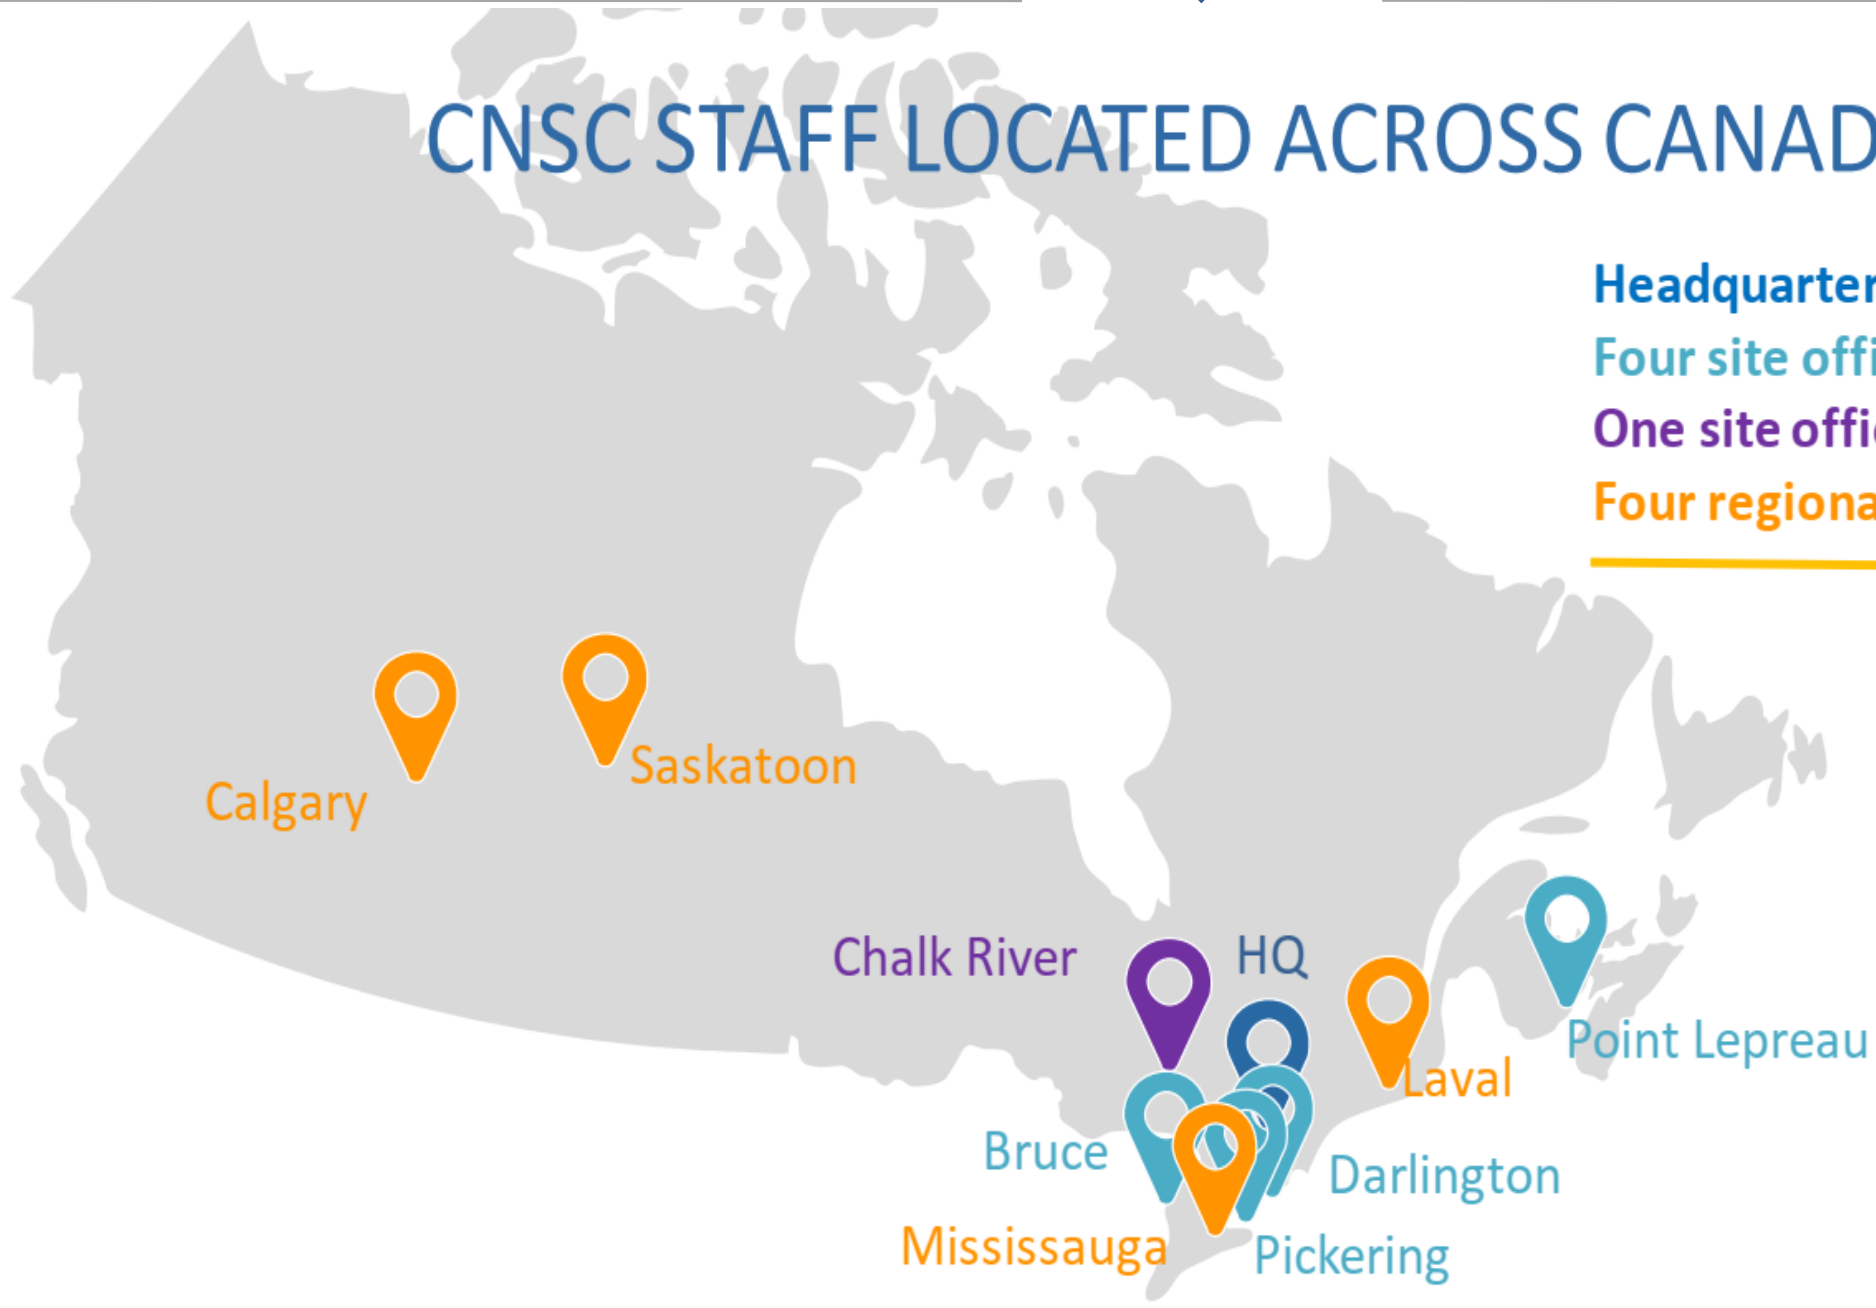 CNSC STAFF LOCATED ACROSS CANAD
Headquarter
Four site offi
One site offi
Four regiona
Saskatoon
Calgary
Chalk River
HQ
Point Lepreau
Laval
Bruce
Darlington
Mississauga
Pickering